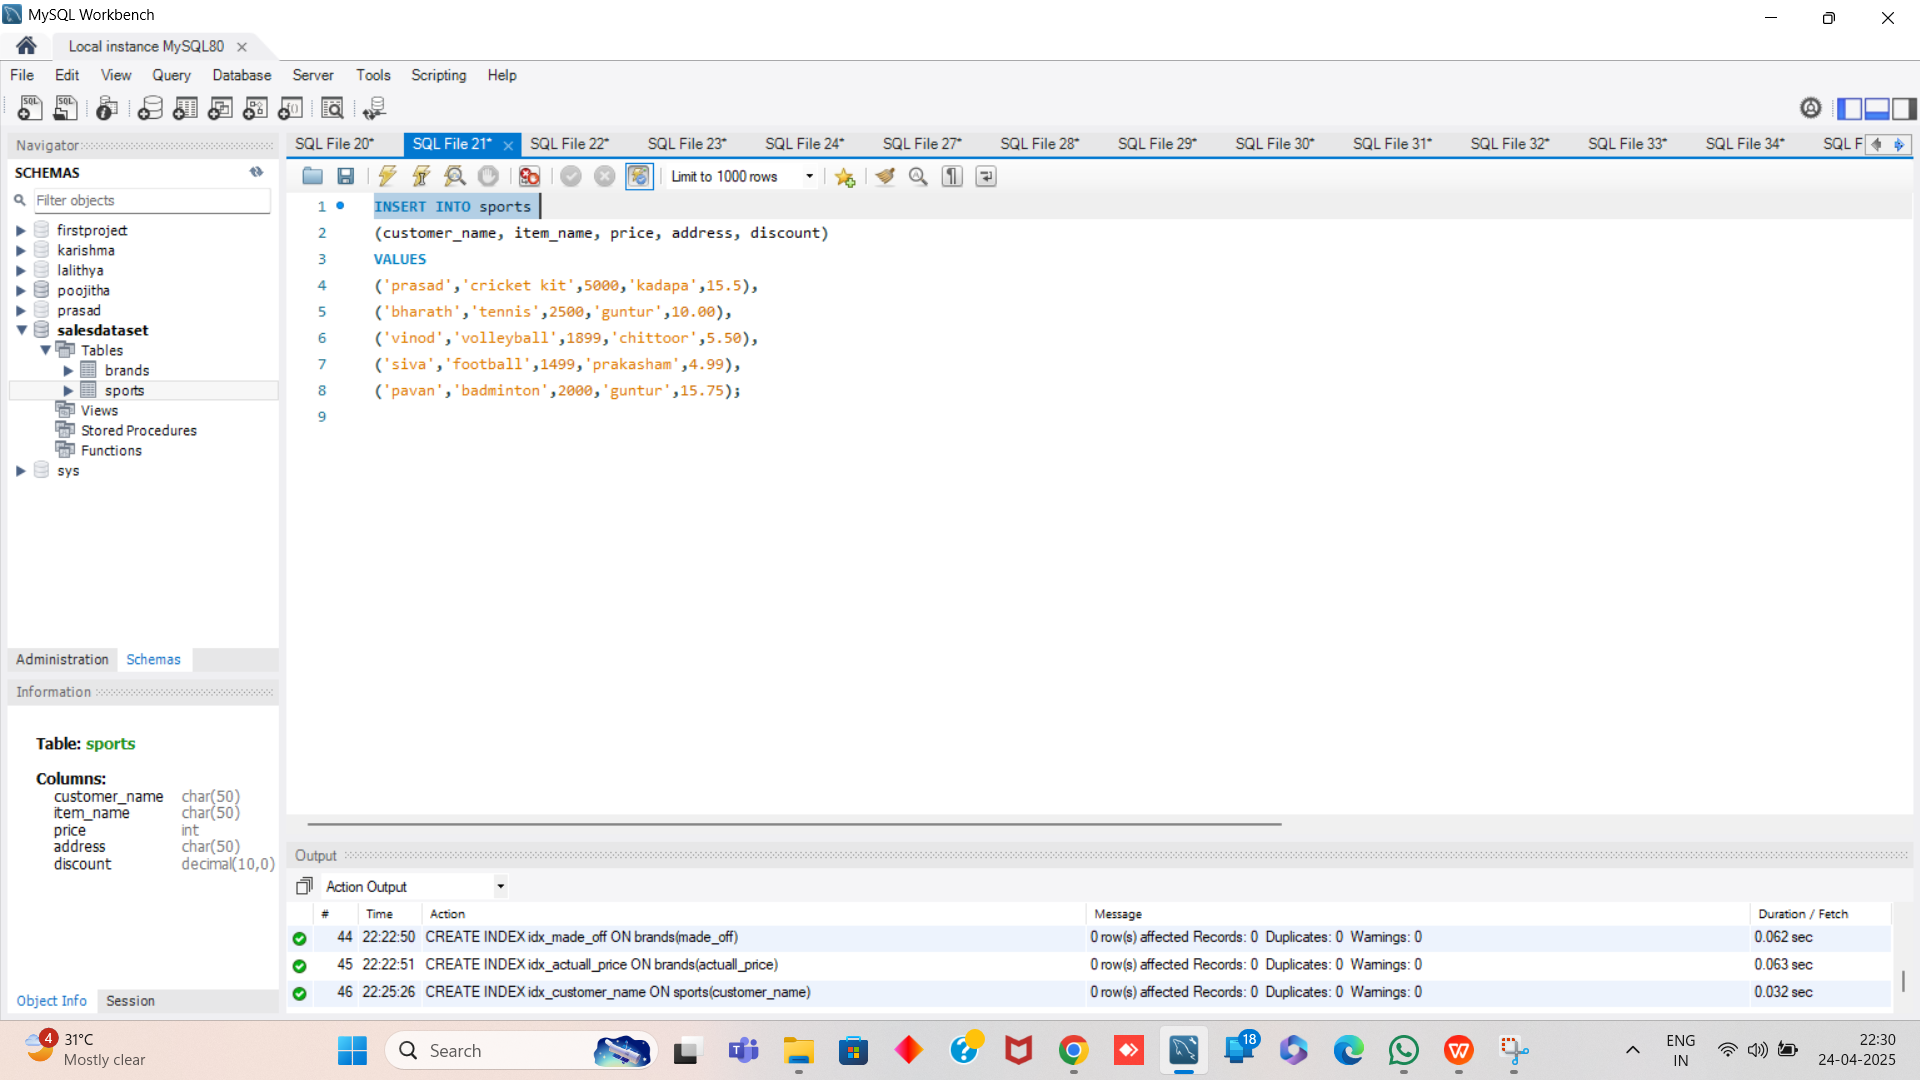 MySQL Workbench
Local instance MySQL80
File Edit View Query Database Server Tools Scripting Help
Navigator
SCHEMAS
Filter objects
firstproject
karishma
lalithya
poojitha
prasad
salesdataset
Tables
brands
sports
Views
Stored Procedures
Functions
sys
Administration Schemas
Information
Table: sports
Columns:
customer_name char(50)
item_name char(50)
price int
address char(50)
discount decimal(10,0)
Object Info Session
SQL File 20* SQL File 21* SQL File 22* SQL File 23* SQL File 24* SQL File 27* SQL File 28* SQL File 29* SQL File 30* SQL File 31* SQL File 32* SQL File 33* SQL File 34* SQL F
Limit to 1000 rows
1 INSERT INTO sports
2 (customer_name, item_name, price, address, discount)
3 VALUES
4 ('prasad','cricket kit',5000,'kadapa',15.5),
5 ('bharath','tennis',2500,'guntur',10.00),
6 ('vinod','volleyball',1899,'chittoor',5.50),
7 ('siva','football',1499,'prakasham',4.99),
8 ('pavan','badminton',2000,'guntur',15.75);
9
Output
Action Output
# Time Action Message Duration / Fetch
44 22:22:50 CREATE INDEX idx_made_off ON brands(made_off) 0 row(s) affected Records: 0 Duplicates: 0 Warnings: 0 0.062 sec
45 22:22:51 CREATE INDEX idx_actuall_price ON brands(actuall_price) 0 row(s) affected Records: 0 Duplicates: 0 Warnings: 0 0.063 sec
46 22:25:26 CREATE INDEX idx_customer_name ON sports(customer_name) 0 row(s) affected Records: 0 Duplicates: 0 Warnings: 0 0.032 sec
4
31°C
Mostly clear
Search
18
ENG
IN
22:30
24-04-2025